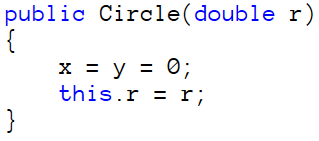 public Circle(double r)
{
    x = y = 0;
    this.r = r;
}